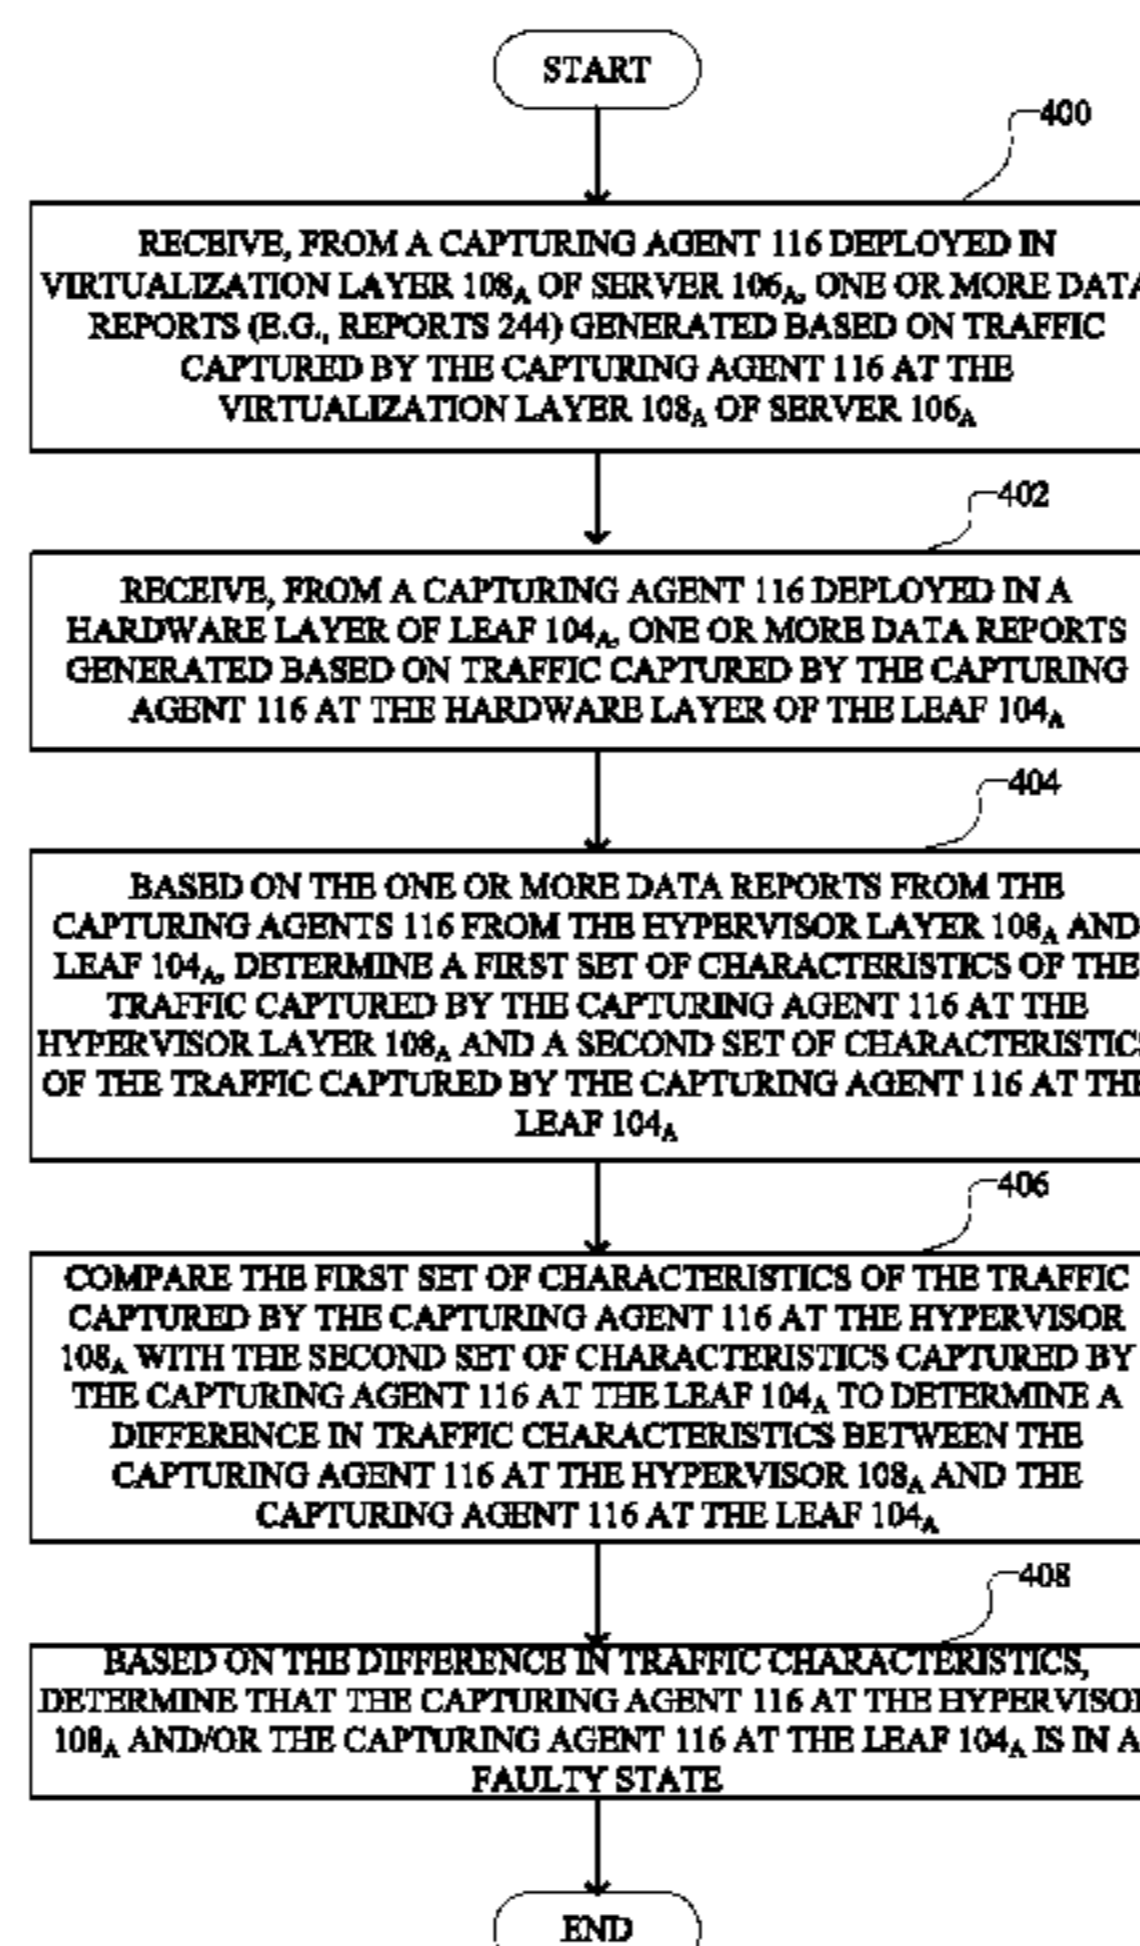 START
400
RECEIVE, FROM A CAPTURING AGENT 116 DEPLOYED IN
VIRTUALIZATION LAYER 108A OF SERVER 106A, ONE OR MORE DATA
REPORTS (E.G., REPORTS 244) GENERATED BASED ON TRAFFIC
CAPTURED BY THE CAPTURING AGENT 116 AT THE
VIRTUALIZATION LAYER 108A OF SERVER 106A
402
RECEIVE, FROM A CAPTURING AGENT 116 DEPLOYED IN A
HARDWARE LAYER OF LEAF 104A, ONE OR MORE DATA REPORTS
GENERATED BASED ON TRAFFIC CAPTURED BY THE CAPTURING
AGENT 116 AT THE HARDWARE LAYER OF THE LEAF 104A
404
BASED ON THE ONE OR MORE DATA REPORTS FROM THE
CAPTURING AGENTS 116 FROM THE HYPERVISOR LAYER 108A AND
LEAF 104A, DETERMINE A FIRST SET OF CHARACTERISTICS OF THE
TRAFFIC CAPTURED BY THE CAPTURING AGENT 116 AT THE
HYPERVISOR LAYER 108A AND A SECOND SET OF CHARACTERISTICS
OF THE TRAFFIC CAPTURED BY THE CAPTURING AGENT 116 AT THE
LEAF 104A
406
COMPARE THE FIRST SET OF CHARACTERISTICS OF THE TRAFFIC
CAPTURED BY THE CAPTURING AGENT 116 AT THE HYPERVISOR
108A WITH THE SECOND SET OF CHARACTERISTICS CAPTURED BY
THE CAPTURING AGENT 116 AT THE LEAF 104A TO DETERMINE A
DIFFERENCE IN TRAFFIC CHARACTERISTICS BETWEEN THE
CAPTURING AGENT 116 AT THE HYPERVISOR 108A AND THE
CAPTURING AGENT 116 AT THE LEAF 104A
408
BASED ON THE DIFFERENCE IN TRAFFIC CHARACTERISTICS,
DETERMINE THAT THE CAPTURING AGENT 116 AT THE HYPERVISOR
108A AND/OR THE CAPTURING AGENT 116 AT THE LEAF 104A IS IN A
FAULTY STATE
END